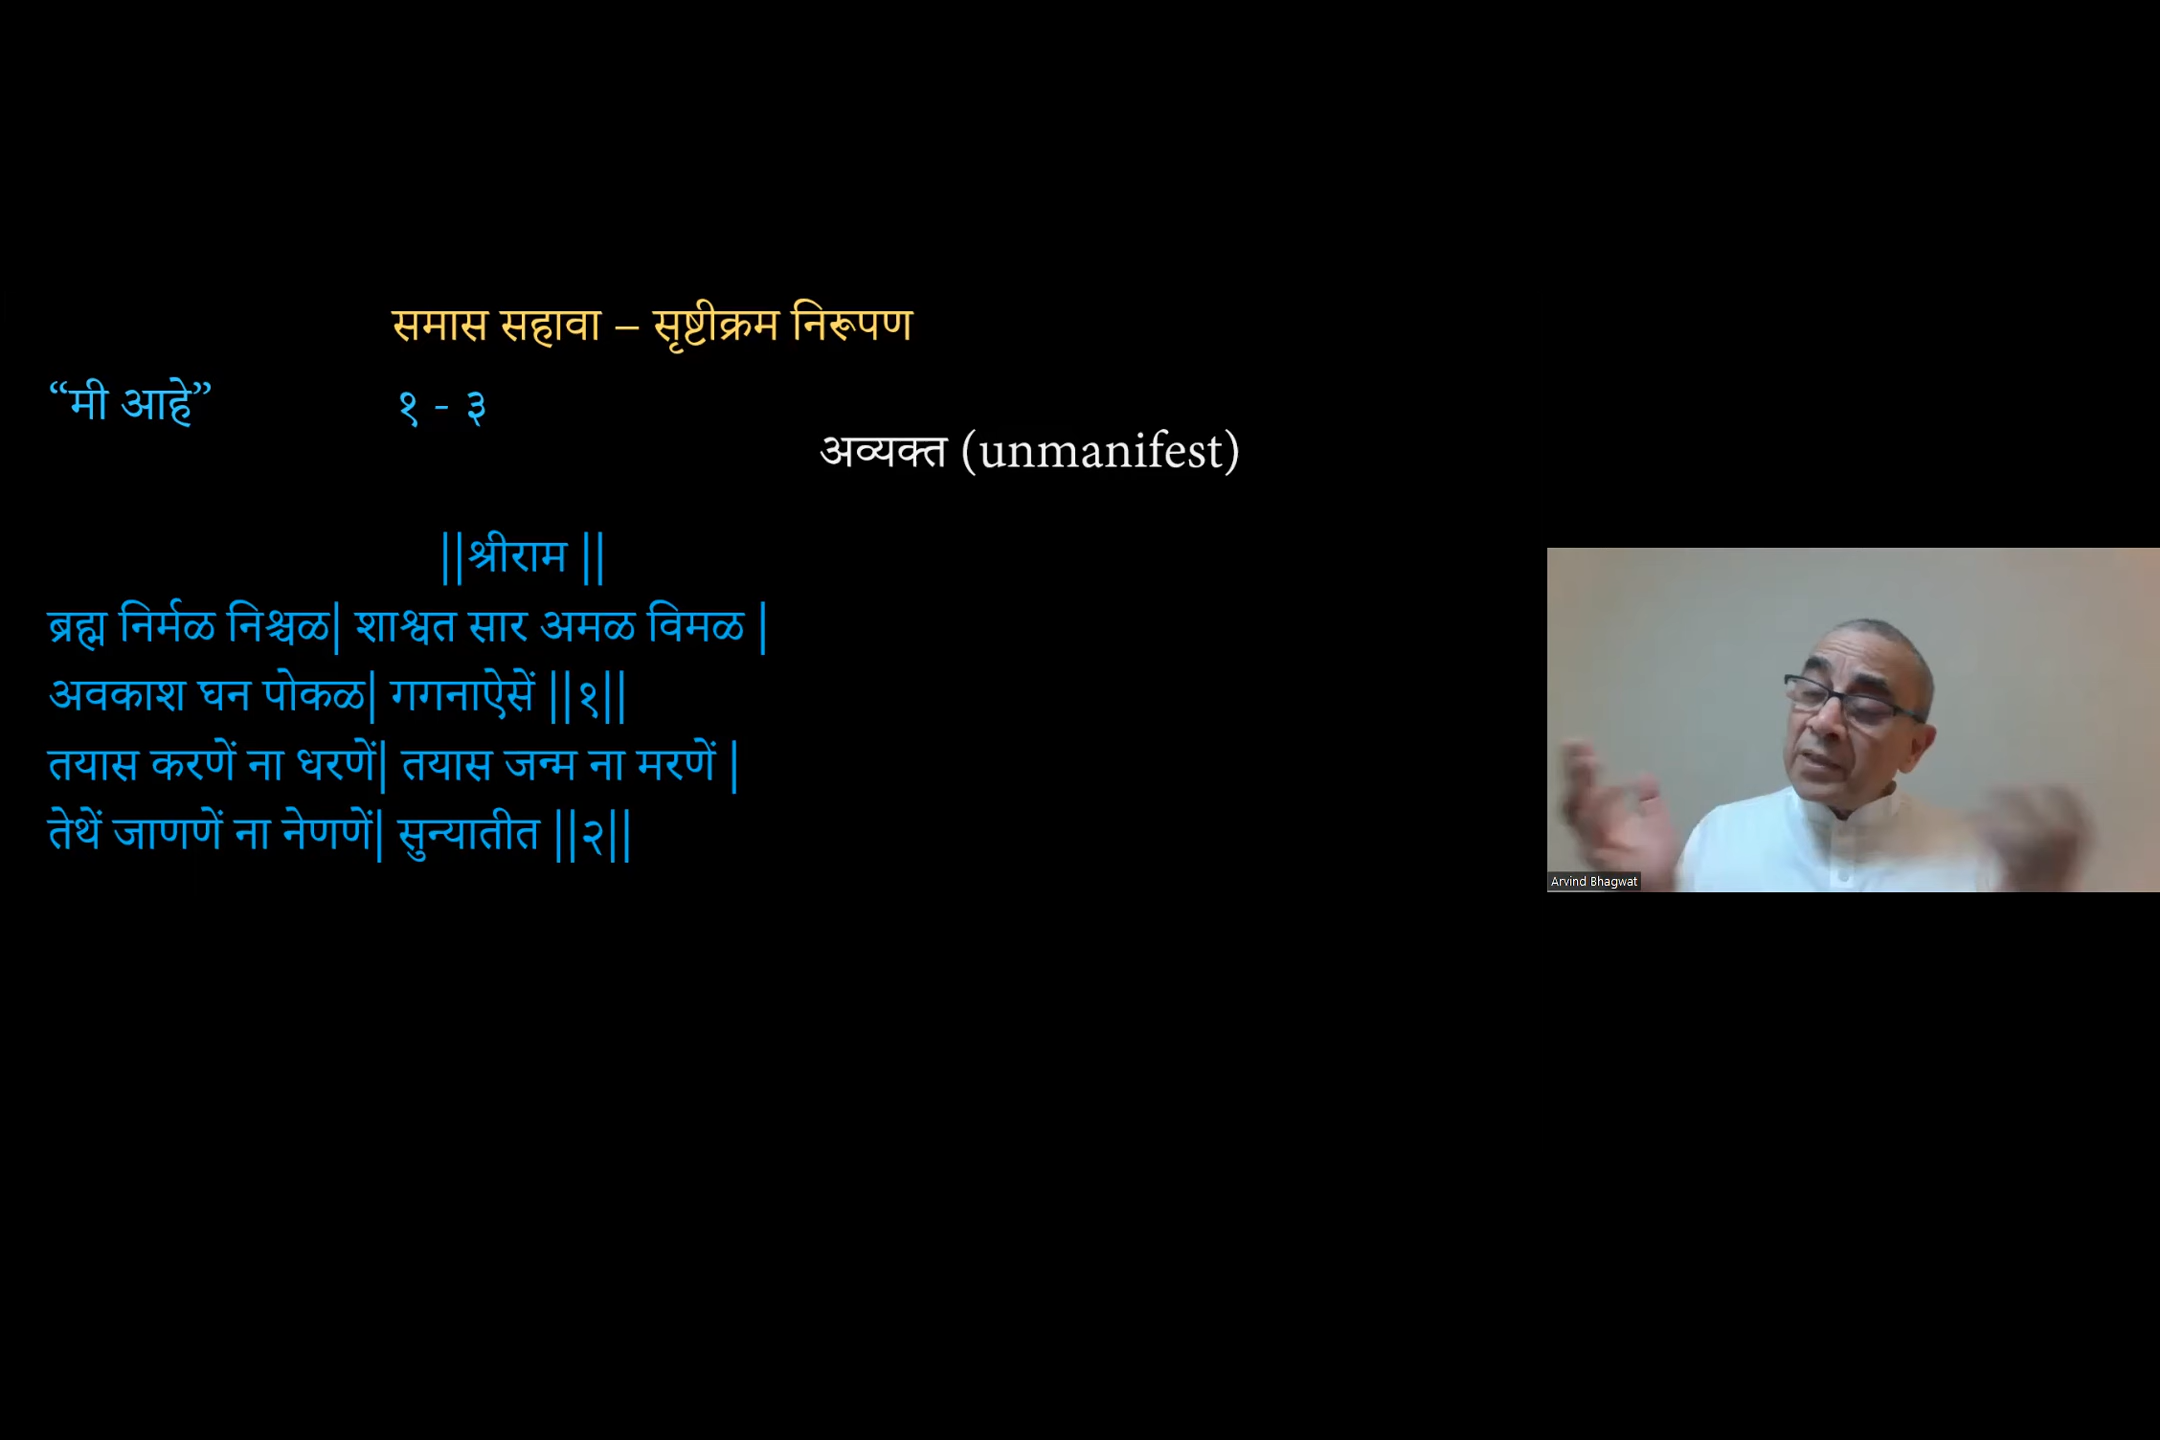 समास सहावा – सृष्टीक्रम निरूपण
“मी आहे” १ - ३
अव्यक्त (unmanifest)
||श्रीराम ||
ब्रह्म निर्मळ निश्चळ| शाश्वत सार अमळ विमळ |
अवकाश घन पोकळ| गगनाऐसें ||१||
तयास करणें ना धरणें| तयास जन्म ना मरणें |
तेथें जाणणें ना नेणणें| सुन्यातीत ||२||
Arvind Bhagwat